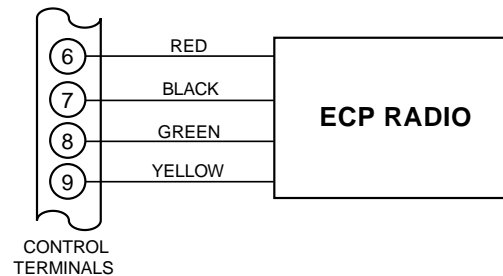 6 RED
7 BLACK
8 GREEN
9 YELLOW
ECP RADIO
CONTROL
TERMINALS